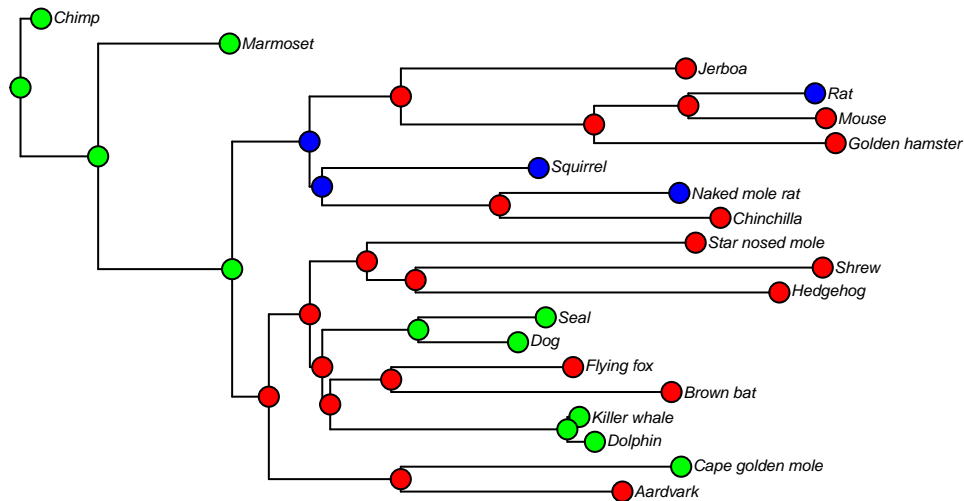 Chimp
Marmoset
Jerboa
Rat
Mouse
Golden hamster
Squirrel
Naked mole rat
Chinchilla
Star nosed mole
Shrew
Hedgehog
Seal
Dog
Flying fox
Brown bat
Killer whale
Dolphin
Cape golden mole
Aardvark